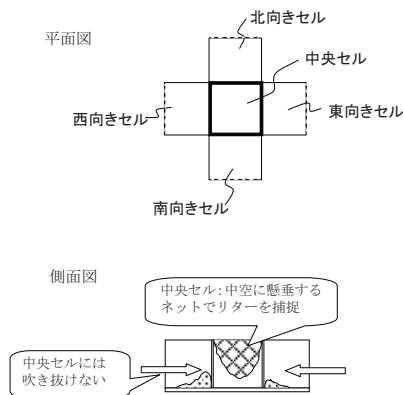 平面図
北向きセル
中央セル
西向きセル
東向きセル
南向きセル
側面図
中央セル:中空に懸垂する
ネットでリターを捕捉
中央セルには
吹き抜けない